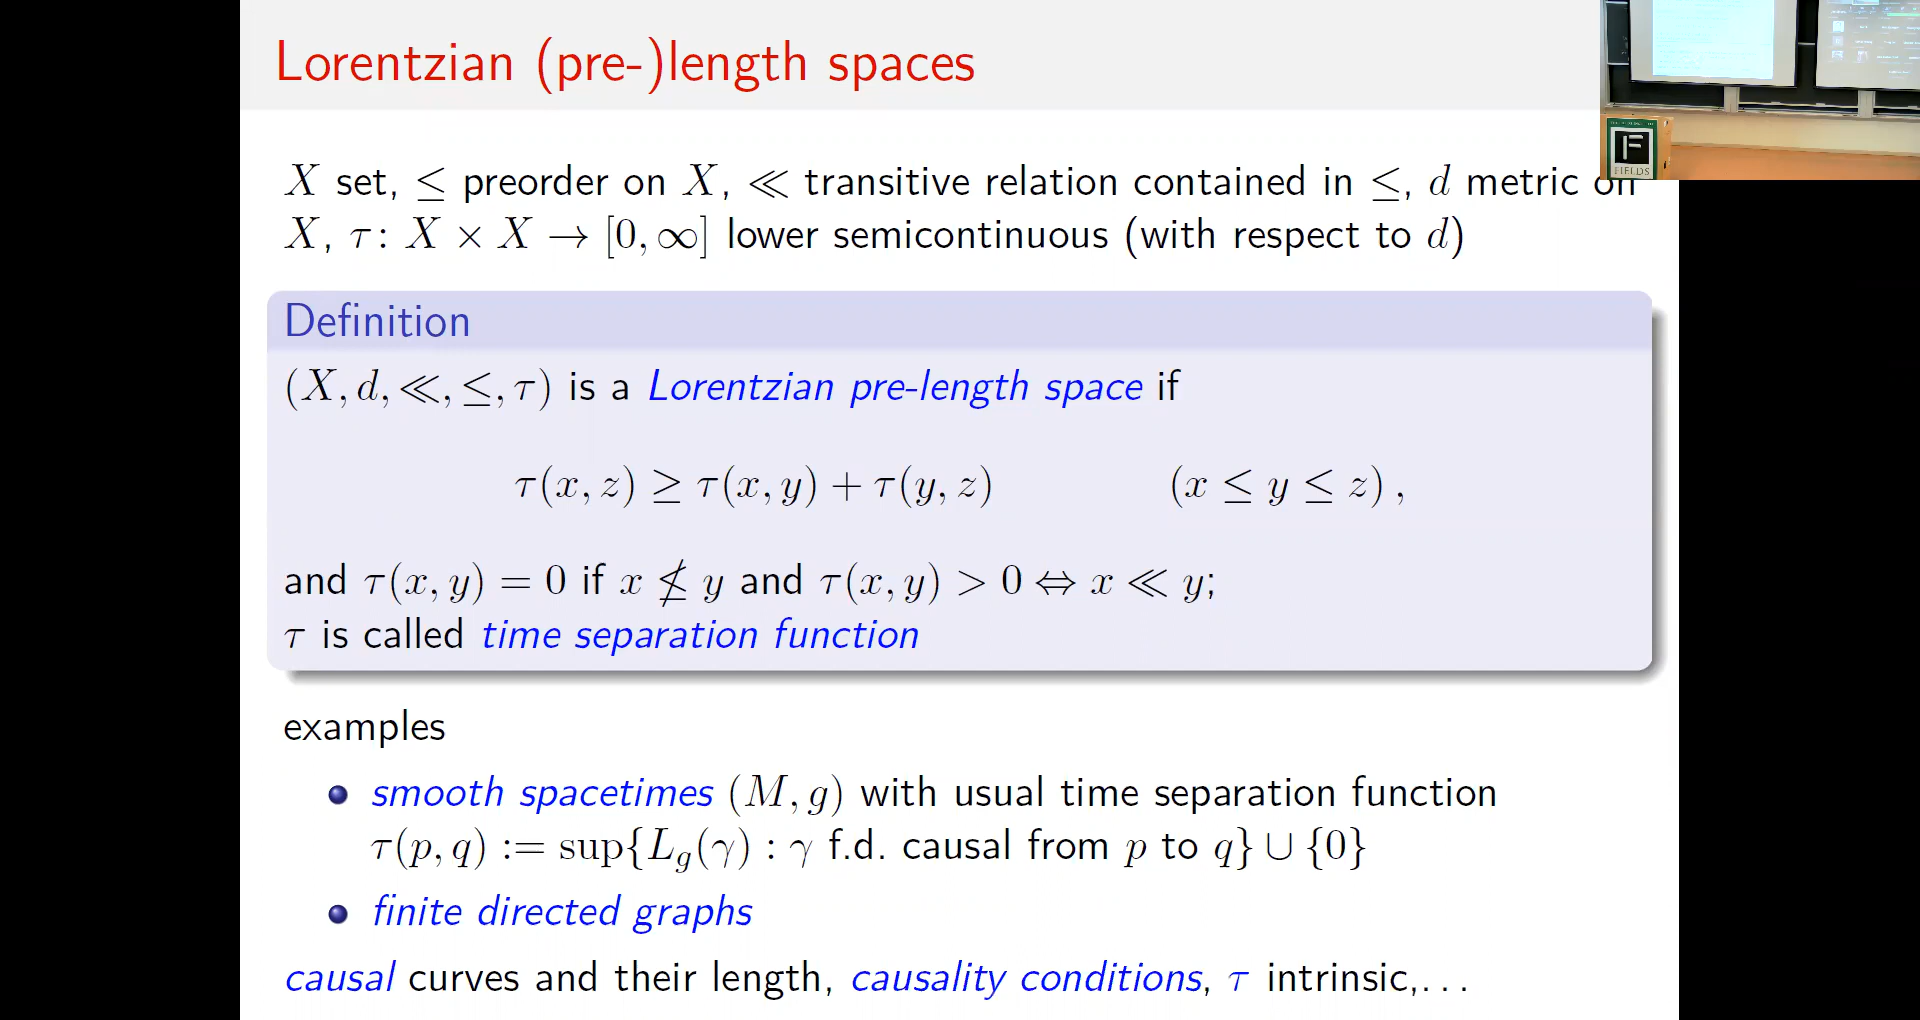 Lorentzian (pre-)length spaces
X set, ≤ preorder on X, ≪ transitive relation contained in ≤, d metric on
X, τ: X × X → [0, ∞] lower semicontinuous (with respect to d)
Definition
(X, d, ≪, ≤, τ) is a Lorentzian pre-length space if
τ(x, z) ≥ τ(x, y) + τ(y, z) (x ≤ y ≤ z) ,
and τ(x, y) = 0 if x ≰ y and τ(x, y) > 0 ⇔ x ≪ y;
τ is called time separation function
examples
smooth spacetimes (M, g) with usual time separation function
τ(p, q) := sup{L_g(γ) : γ f.d. causal from p to q} ∪ {0}
finite directed graphs
causal curves and their length, causality conditions, τ intrinsic,...
F
FIELDS